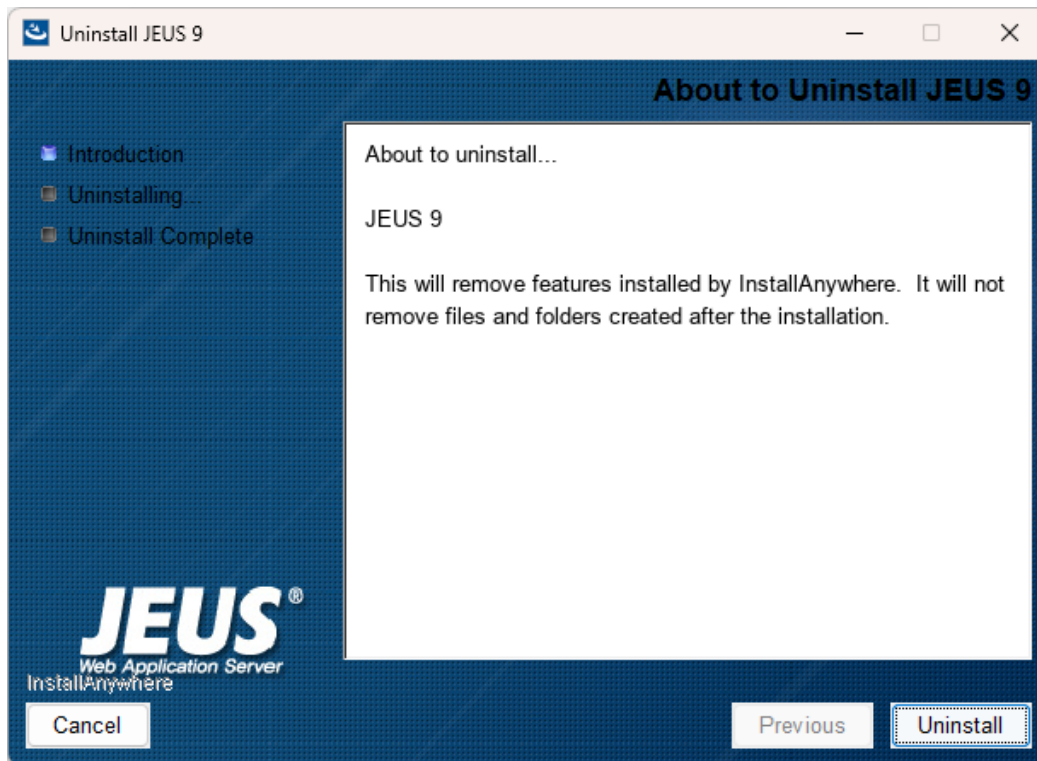 Uninstall JEUS 9
About to Uninstall JEUS 9
Introduction
Uninstalling...
Uninstall Complete
About to uninstall...
JEUS 9
This will remove features installed by InstallAnywhere.  It will not
remove files and folders created after the installation.
JEUS®
Web Application Server
InstallAnywhere
Cancel
Previous
Uninstall